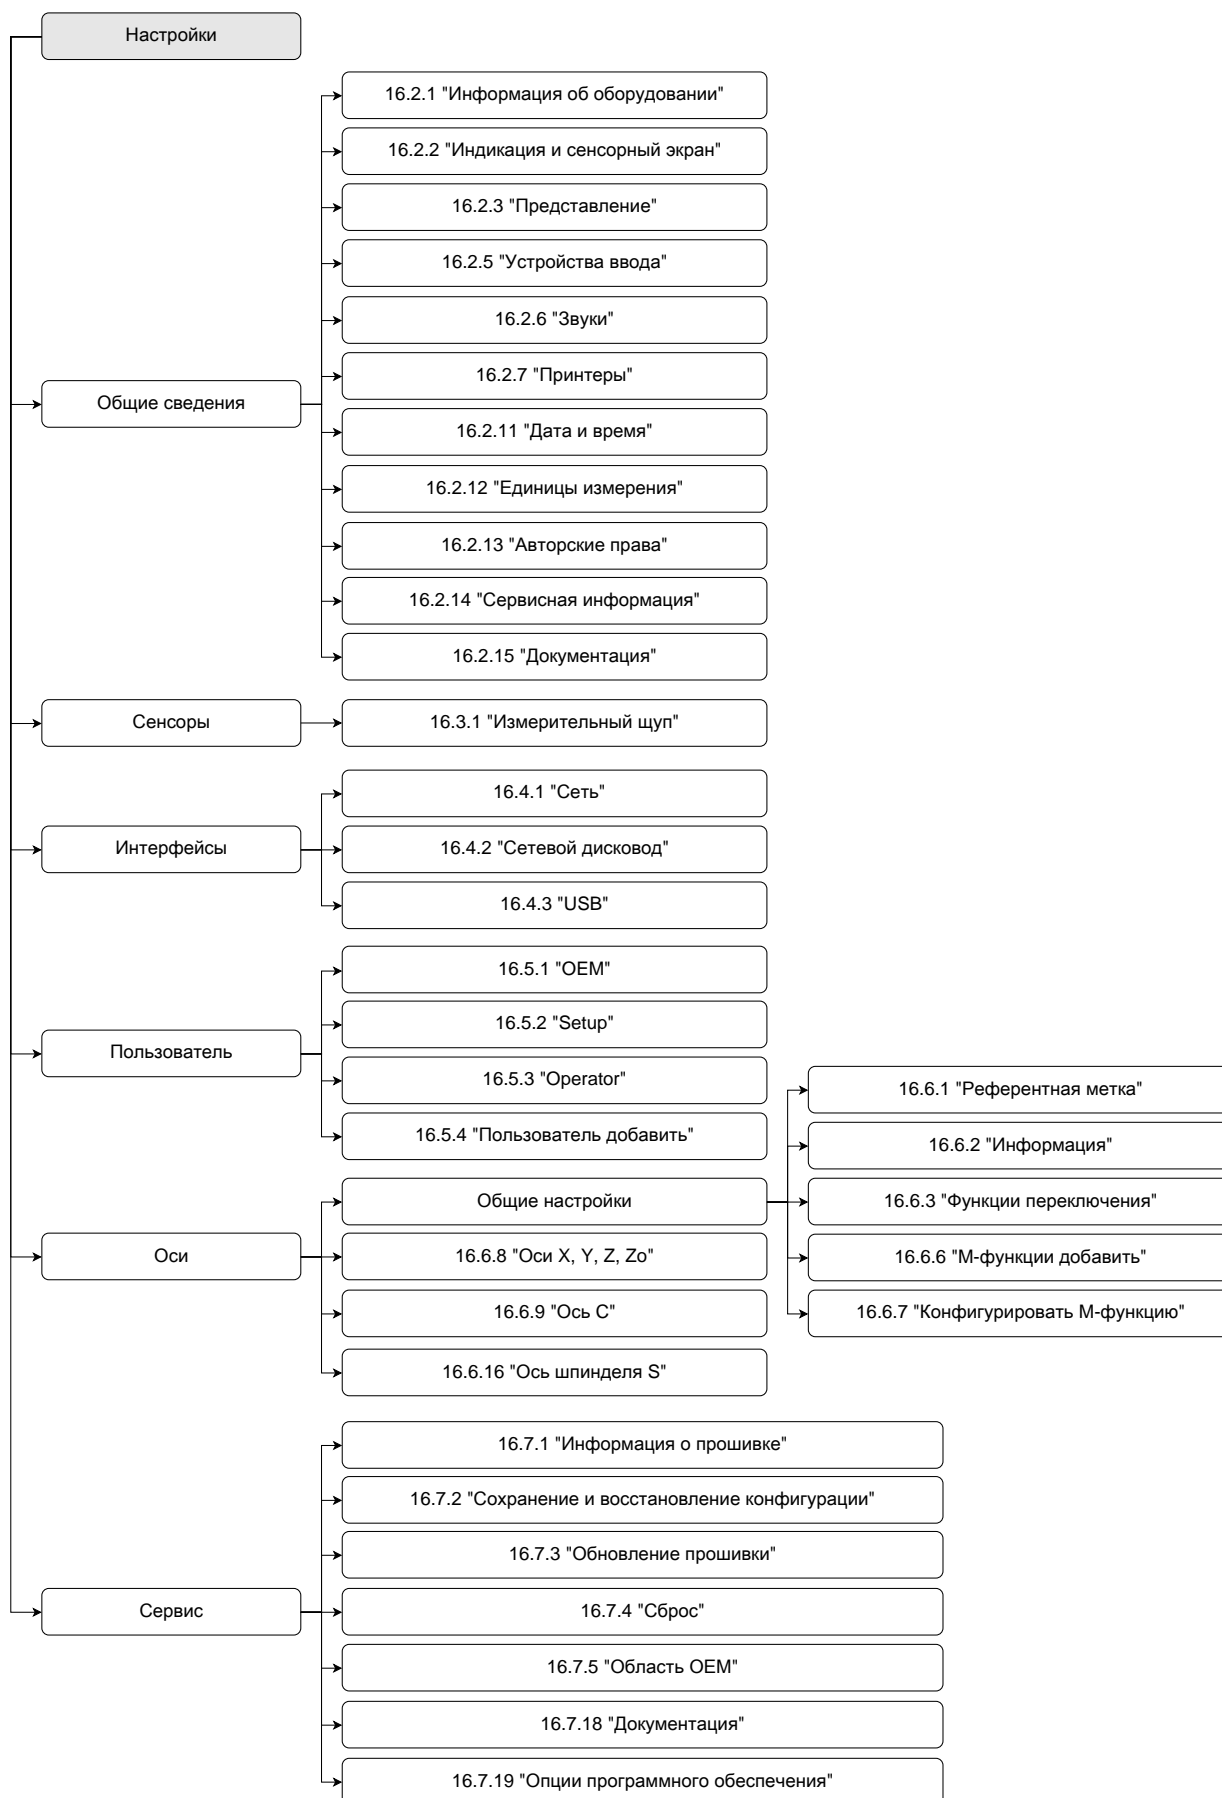 Настройки
16.2.1 "Информация об оборудовании"
16.2.2 "Индикация и сенсорный экран"
16.2.3 "Представление"
16.2.5 "Устройства ввода"
16.2.6 "Звуки"
16.2.7 "Принтеры"
Общие сведения
16.2.11 "Дата и время"
16.2.12 "Единицы измерения"
16.2.13 "Авторские права"
16.2.14 "Сервисная информация"
16.2.15 "Документация"
Сенсоры
16.3.1 "Измерительный щуп"
16.4.1 "Сеть"
Интерфейсы
16.4.2 "Сетевой дисковод"
16.4.3 "USB"
16.5.1 "OEM"
16.5.2 "Setup"
Пользователь
16.5.3 "Operator"
16.5.4 "Пользователь добавить"
16.6.1 "Референтная метка"
16.6.2 "Информация"
Общие настройки
16.6.3 "Функции переключения"
Оси
16.6.8 "Оси X, Y, Z, Zo"
16.6.6 "М-функции добавить"
16.6.9 "Ось C"
16.6.7 "Конфигурировать М-функцию"
16.6.16 "Ось шпинделя S"
16.7.1 "Информация о прошивке"
16.7.2 "Сохранение и восстановление конфигурации"
16.7.3 "Обновление прошивки"
Сервис
16.7.4 "Сброс"
16.7.5 "Область OEM"
16.7.18 "Документация"
16.7.19 "Опции программного обеспечения"